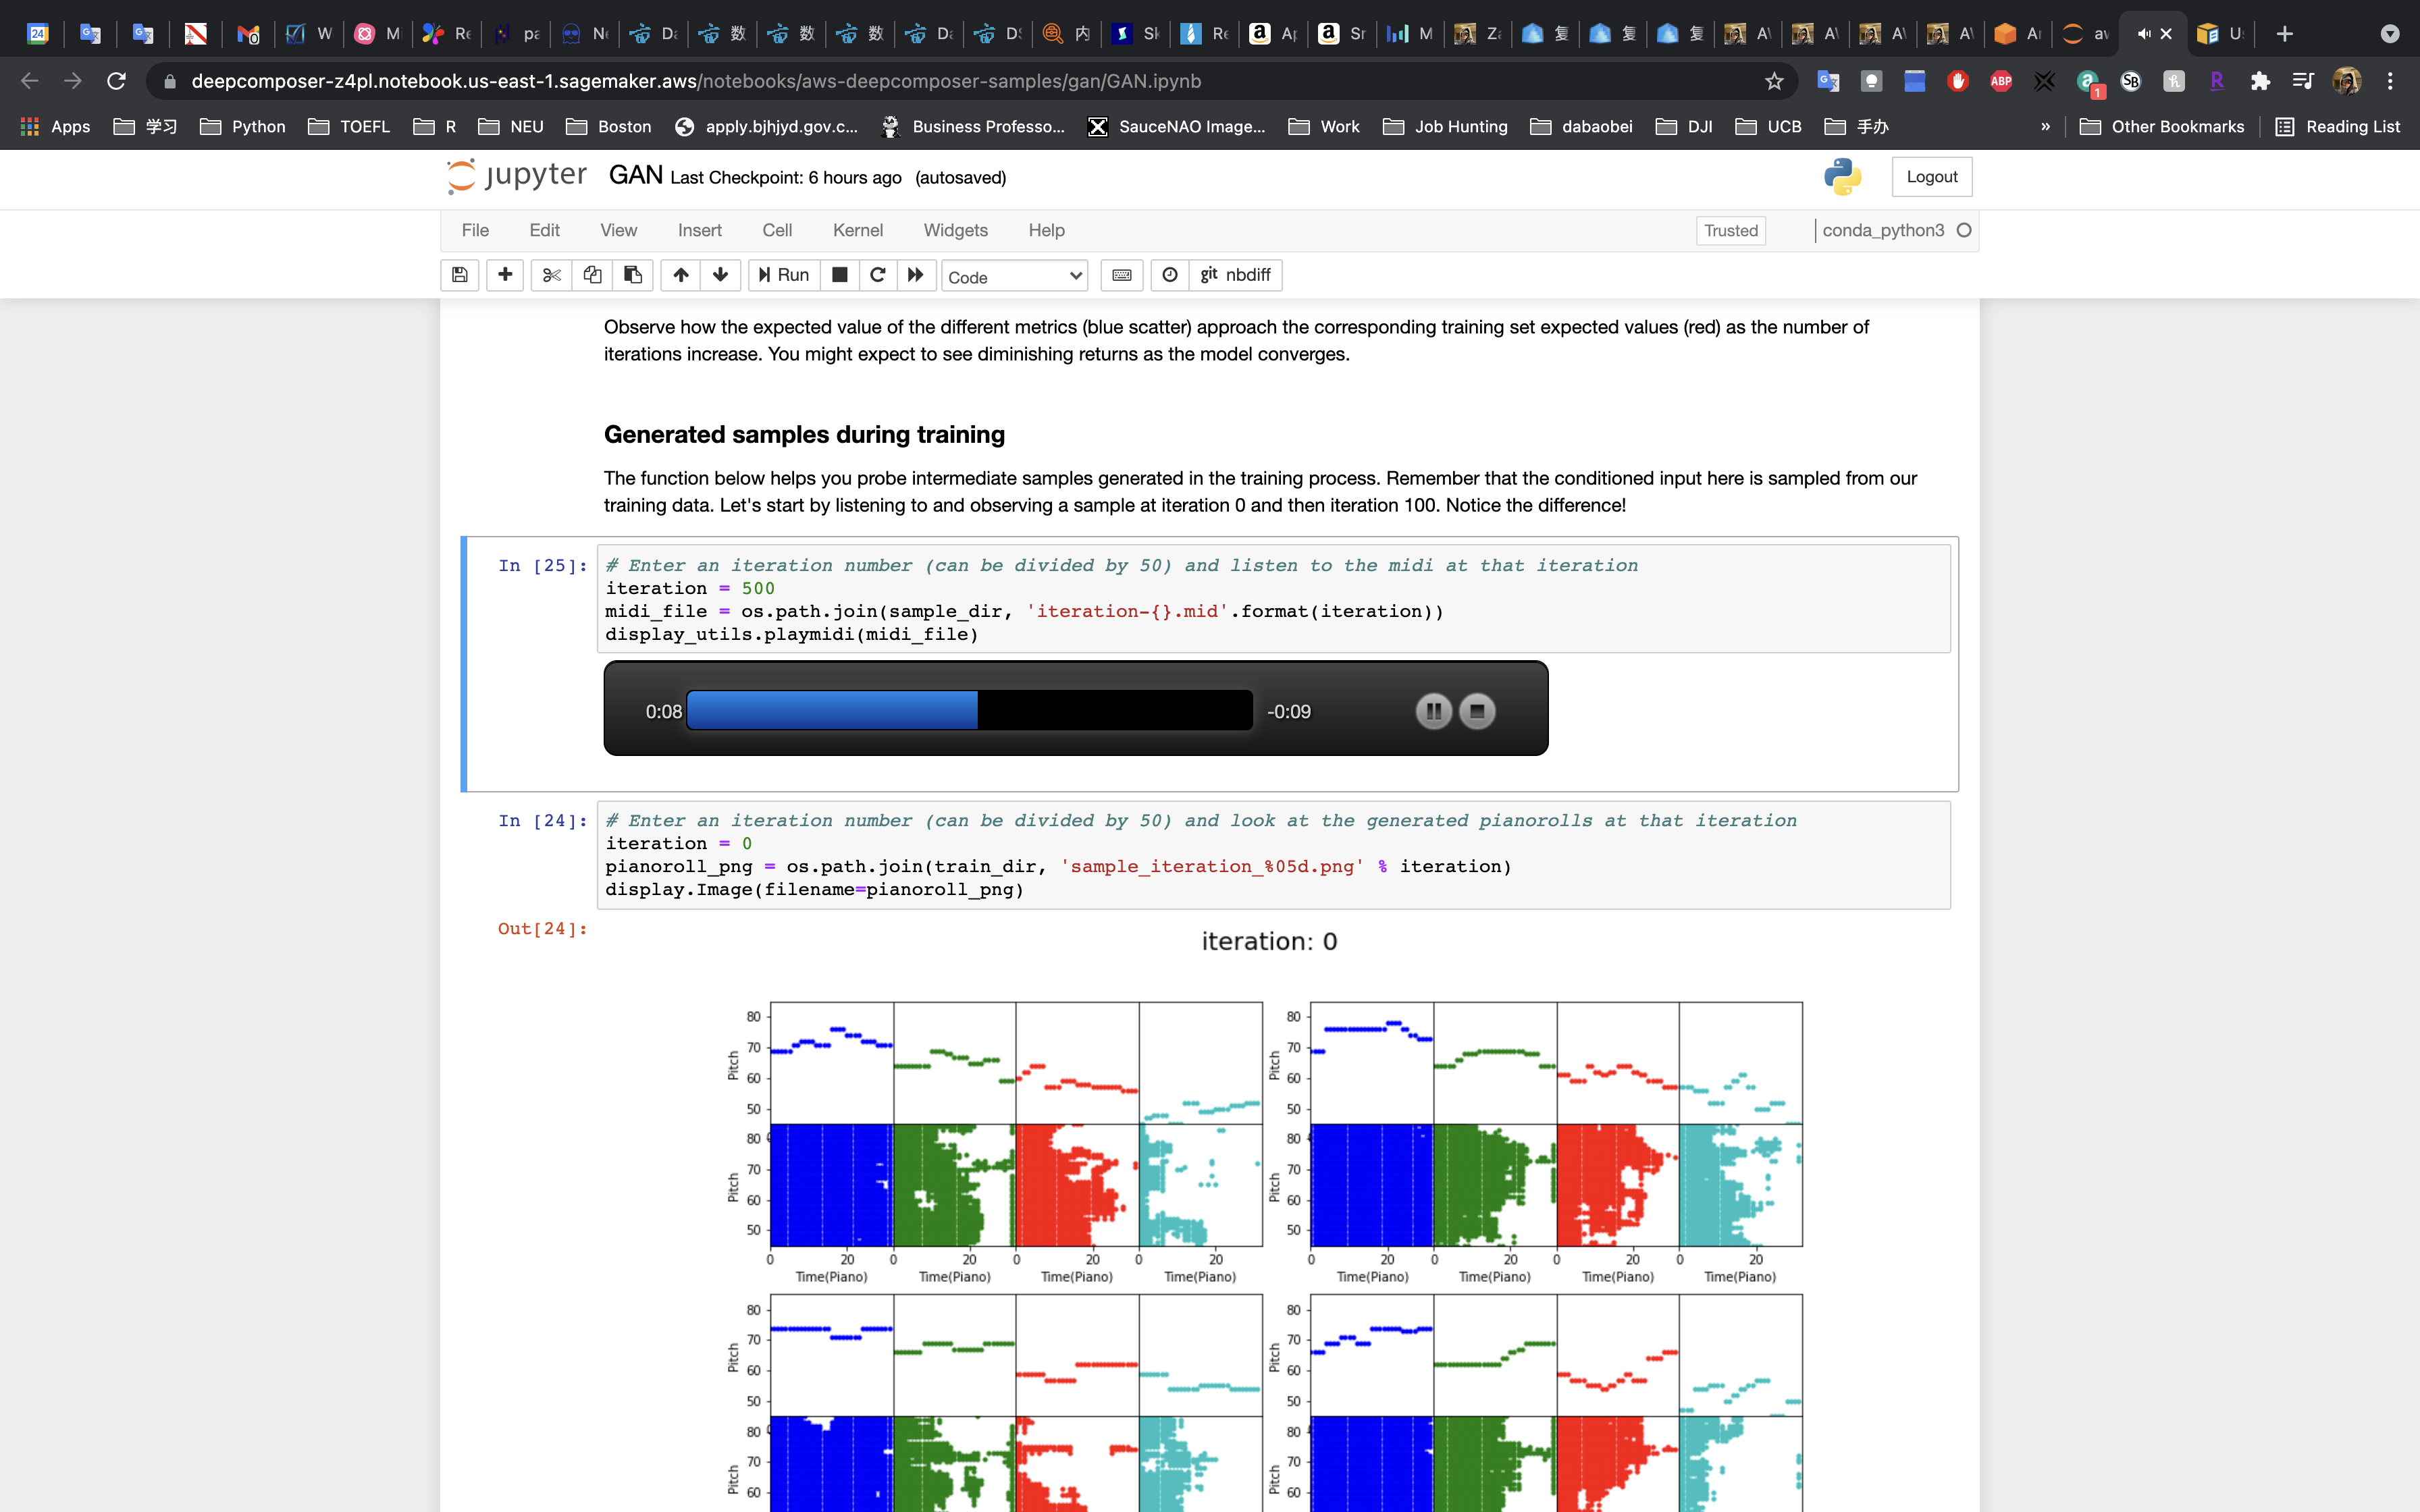 24 W M Re pa Ne Da 数 数 数 Da DS 内 Sk Re Ap Sr M Za 复 复 复 A A A A Ar av U
deepcomposer-z4pl.notebook.us-east-1.sagemaker.aws/notebooks/aws-deepcomposer-samples/gan/GAN.ipynb ABP 1 SB R
Apps 学习 Python TOEFL R NEU Boston apply.bjhjyd.gov.c... Business Professo... SauceNAO Image... Work Job Hunting dabaobei DJI UCB 手办 » Other Bookmarks Reading List
jupyter GAN Last Checkpoint: 6 hours ago (autosaved) Logout
File Edit View Insert Cell Kernel Widgets Help Trusted conda_python3
Run Code git nbdiff
Observe how the expected value of the different metrics (blue scatter) approach the corresponding training set expected values (red) as the number of
iterations increase. You might expect to see diminishing returns as the model converges.
Generated samples during training
The function below helps you probe intermediate samples generated in the training process. Remember that the conditioned input here is sampled from our
training data. Let's start by listening to and observing a sample at iteration 0 and then iteration 100. Notice the difference!
In [25]: # Enter an iteration number (can be divided by 50) and listen to the midi at that iteration
iteration = 500
midi_file = os.path.join(sample_dir, 'iteration-{}.mid'.format(iteration))
display_utils.playmidi(midi_file)
0:08 -0:09
In [24]: # Enter an iteration number (can be divided by 50) and look at the generated pianorolls at that iteration
iteration = 0
pianoroll_png = os.path.join(train_dir, 'sample_iteration_%05d.png' % iteration)
display.Image(filename=pianoroll_png)
Out[24]:
iteration: 0
80 80
70 70
Pitch Pitch
60 60
50 50
80 80
70 70
Pitch Pitch
60 60
50 50
0 20 0 20 0 20 0 20 0 20 0 20 0 20 0 20
Time(Piano) Time(Piano) Time(Piano) Time(Piano) Time(Piano) Time(Piano) Time(Piano) Time(Piano)
80 80
70 70
Pitch Pitch
60 60
50 50
80 80
70 70
Pitch Pitch
60 60